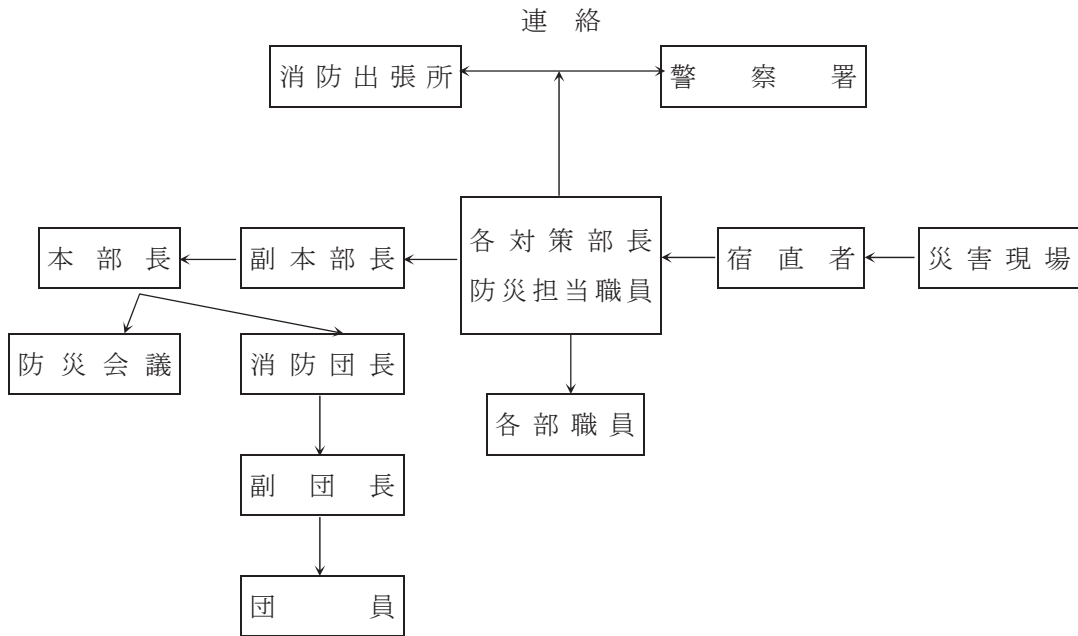 連絡
消防出張所
警察署
各対策部長
防災担当職員
本部長
副本部長
宿直者
災害現場
防災会議
消防団長
各部職員
副団長
団員